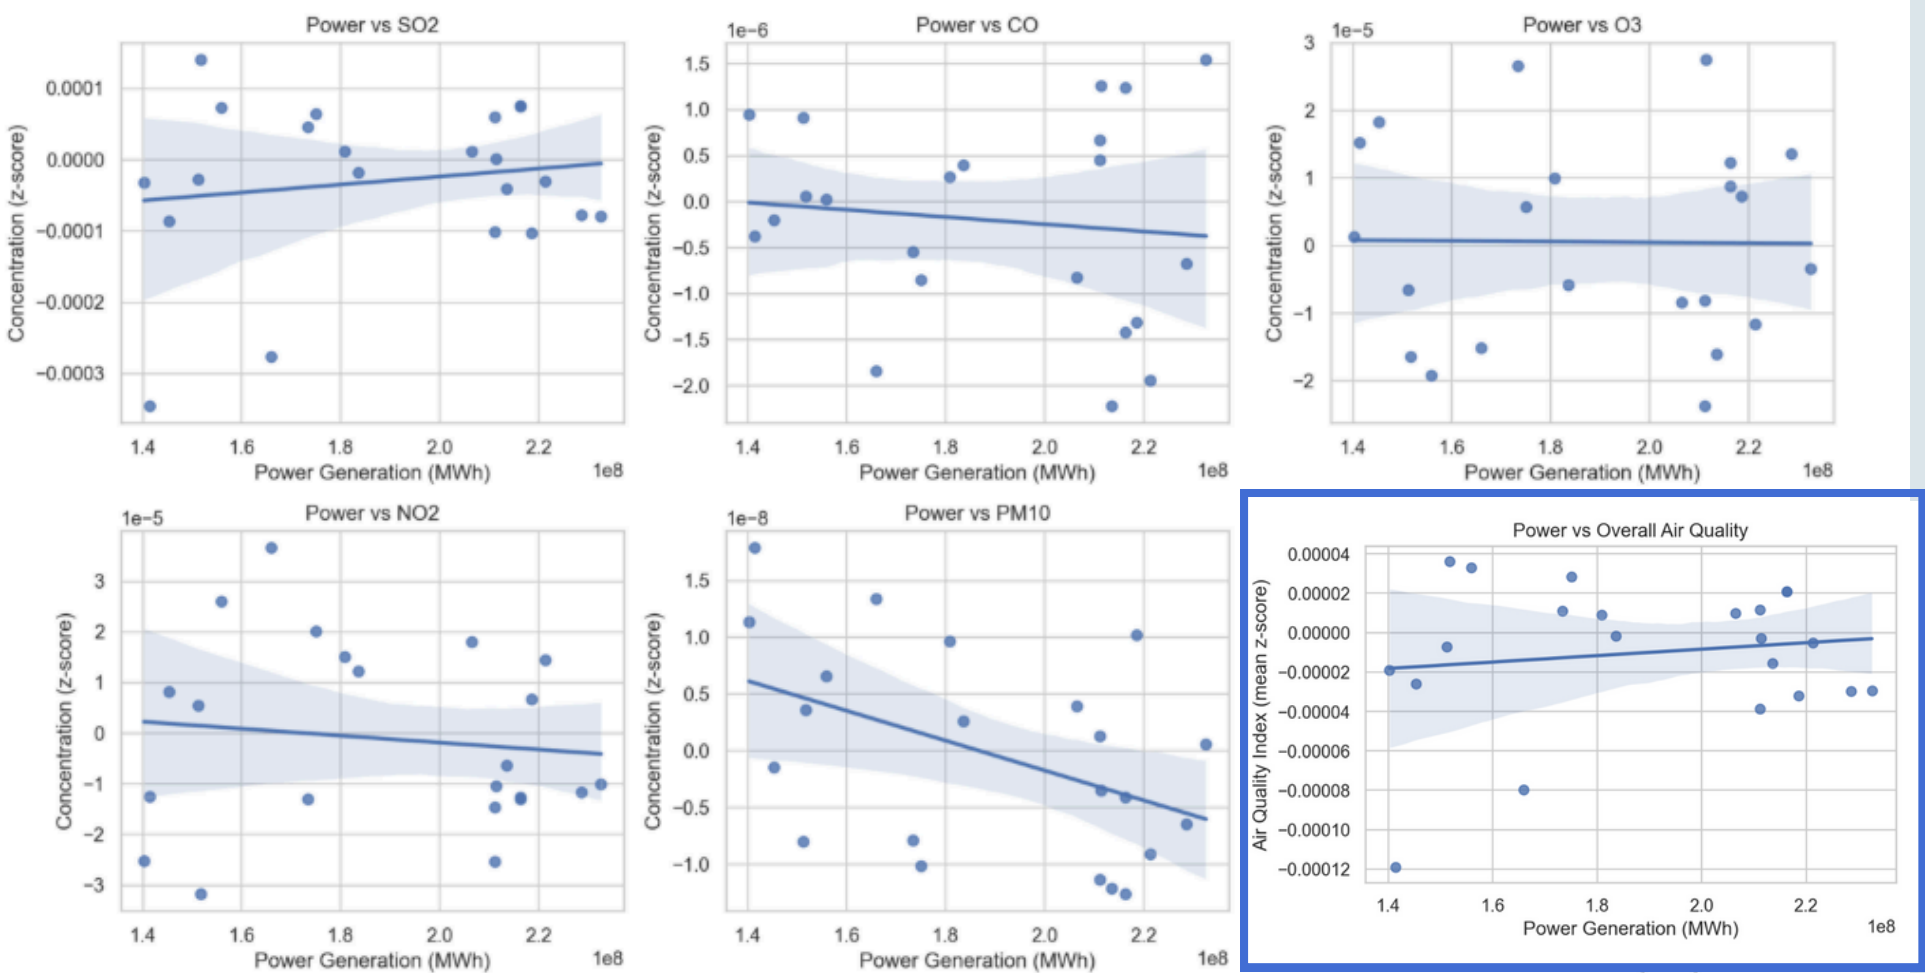 Power vs SO2
0.0001
0.0000
−0.0001
−0.0002
−0.0003
Concentration (z-score)
1.4 1.6 1.8 2.0 2.2
1e8
Power Generation (MWh)
Power vs CO
1e−6
1.5
1.0
0.5
0.0
−0.5
−1.0
−1.5
−2.0
Concentration (z-score)
1.4 1.6 1.8 2.0 2.2
1e8
Power Generation (MWh)
Power vs O3
1e−5
3
2
1
0
−1
−2
Concentration (z-score)
1.4 1.6 1.8 2.0 2.2
1e8
Power Generation (MWh)
Power vs NO2
1e−5
3
2
1
0
−1
−2
−3
Concentration (z-score)
1.4 1.6 1.8 2.0 2.2
1e8
Power Generation (MWh)
Power vs PM10
1e−8
1.5
1.0
0.5
0.0
−0.5
−1.0
Concentration (z-score)
1.4 1.6 1.8 2.0 2.2
1e8
Power Generation (MWh)
Power vs Overall Air Quality
0.00004
0.00002
0.00000
−0.00002
−0.00004
−0.00006
−0.00008
−0.00010
−0.00012
Air Quality Index (mean z-score)
1.4 1.6 1.8 2.0 2.2
1e8
Power Generation (MWh)